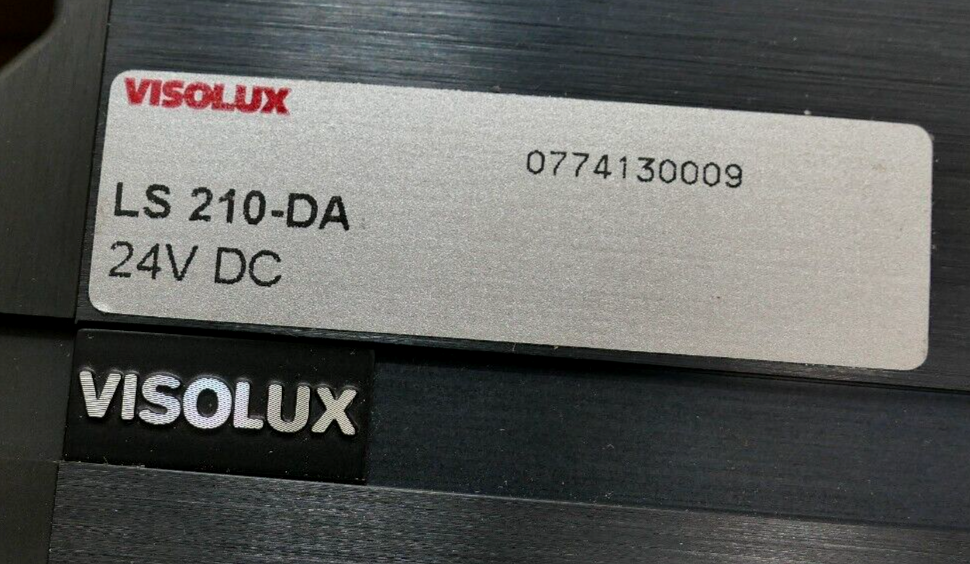 VISOLUX
0774130009
LS 210-DA
24V DC
VISOLUX